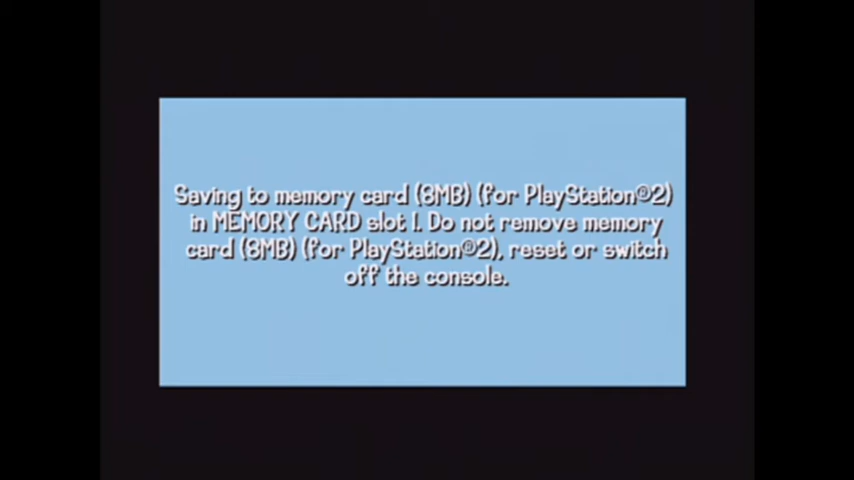 Saving to memory card (8MB) (for PlayStation®2)
in MEMORY CARD slot 1. Do not remove memory
card (8MB) (for PlayStation®2), reset or switch
off the console.